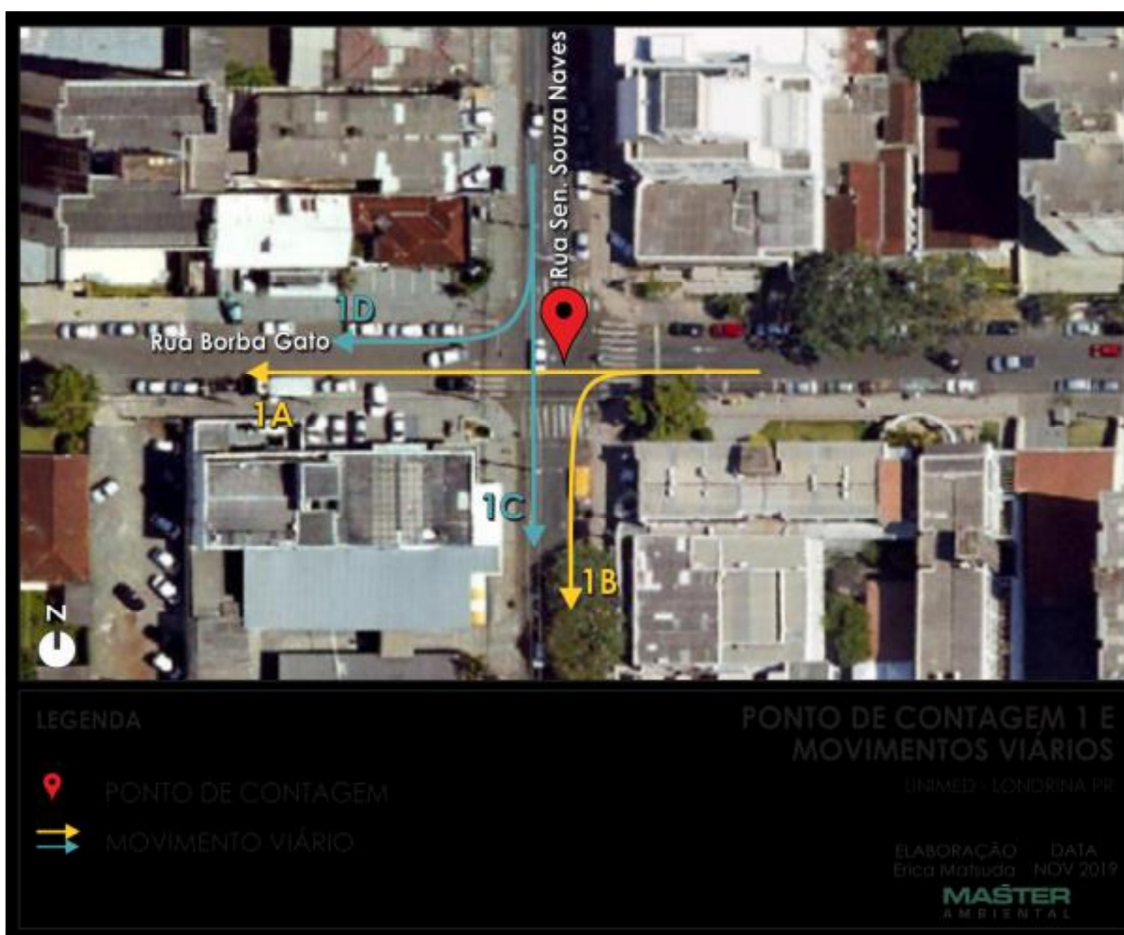 Rua Sen. Souza Naves
1D
Rua Borba Gato
1A
1C
1B
Z
LEGENDA
PONTO DE CONTAGEM
MOVIMENTO VIÁRIO
PONTO DE CONTAGEM 1 E
MOVIMENTOS VIÁRIOS
UNIMED - LONDRINA PR
ELABORAÇÃO DATA
Erica Matsuda NOV 2019
MASTER
AMBIENTAL